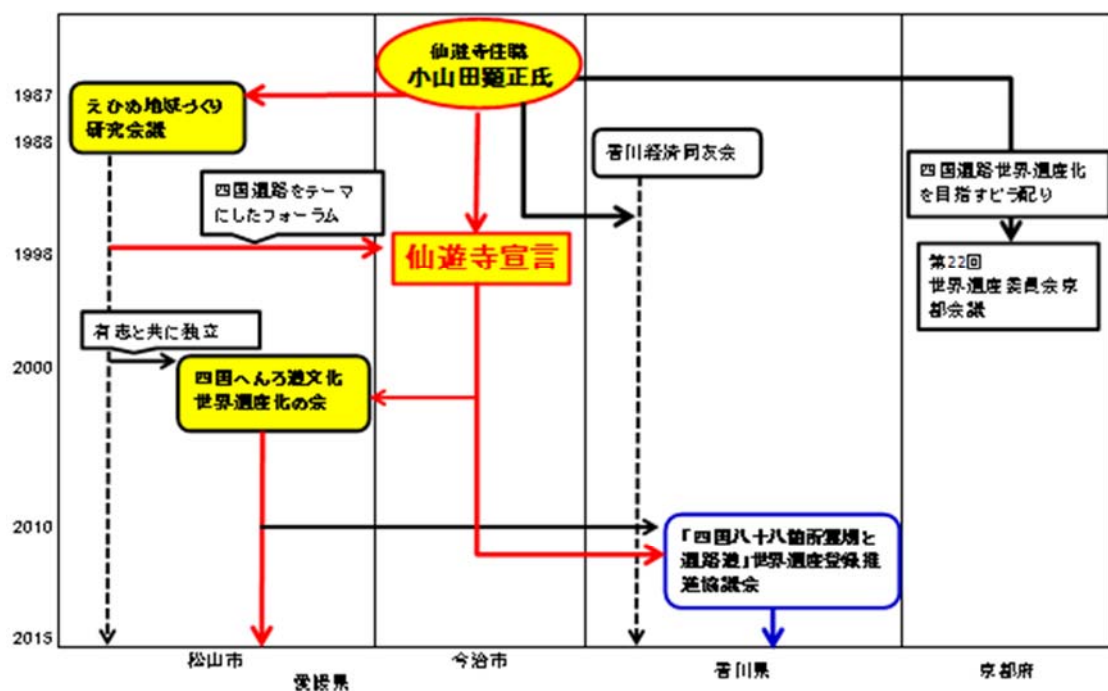 仙遊寺住職
小山田顕正氏
1987
えひめ地域づくり
研究会議
1988
香川経済同友会
四国遍路世界遺産化
を目指すビラ配り
四国遍路をテーマ
にしたフォーラム
1998
仙遊寺宣言
第22回
世界遺産委員会京
都会議
有志と共に独立
2000
四国へんろ道文化
世界遺産化の会
2010
「四国八十八箇所霊場と
遍路道」世界遺産登録推
進協議会
2015
松山市
今治市
愛媛県
香川県
京都府